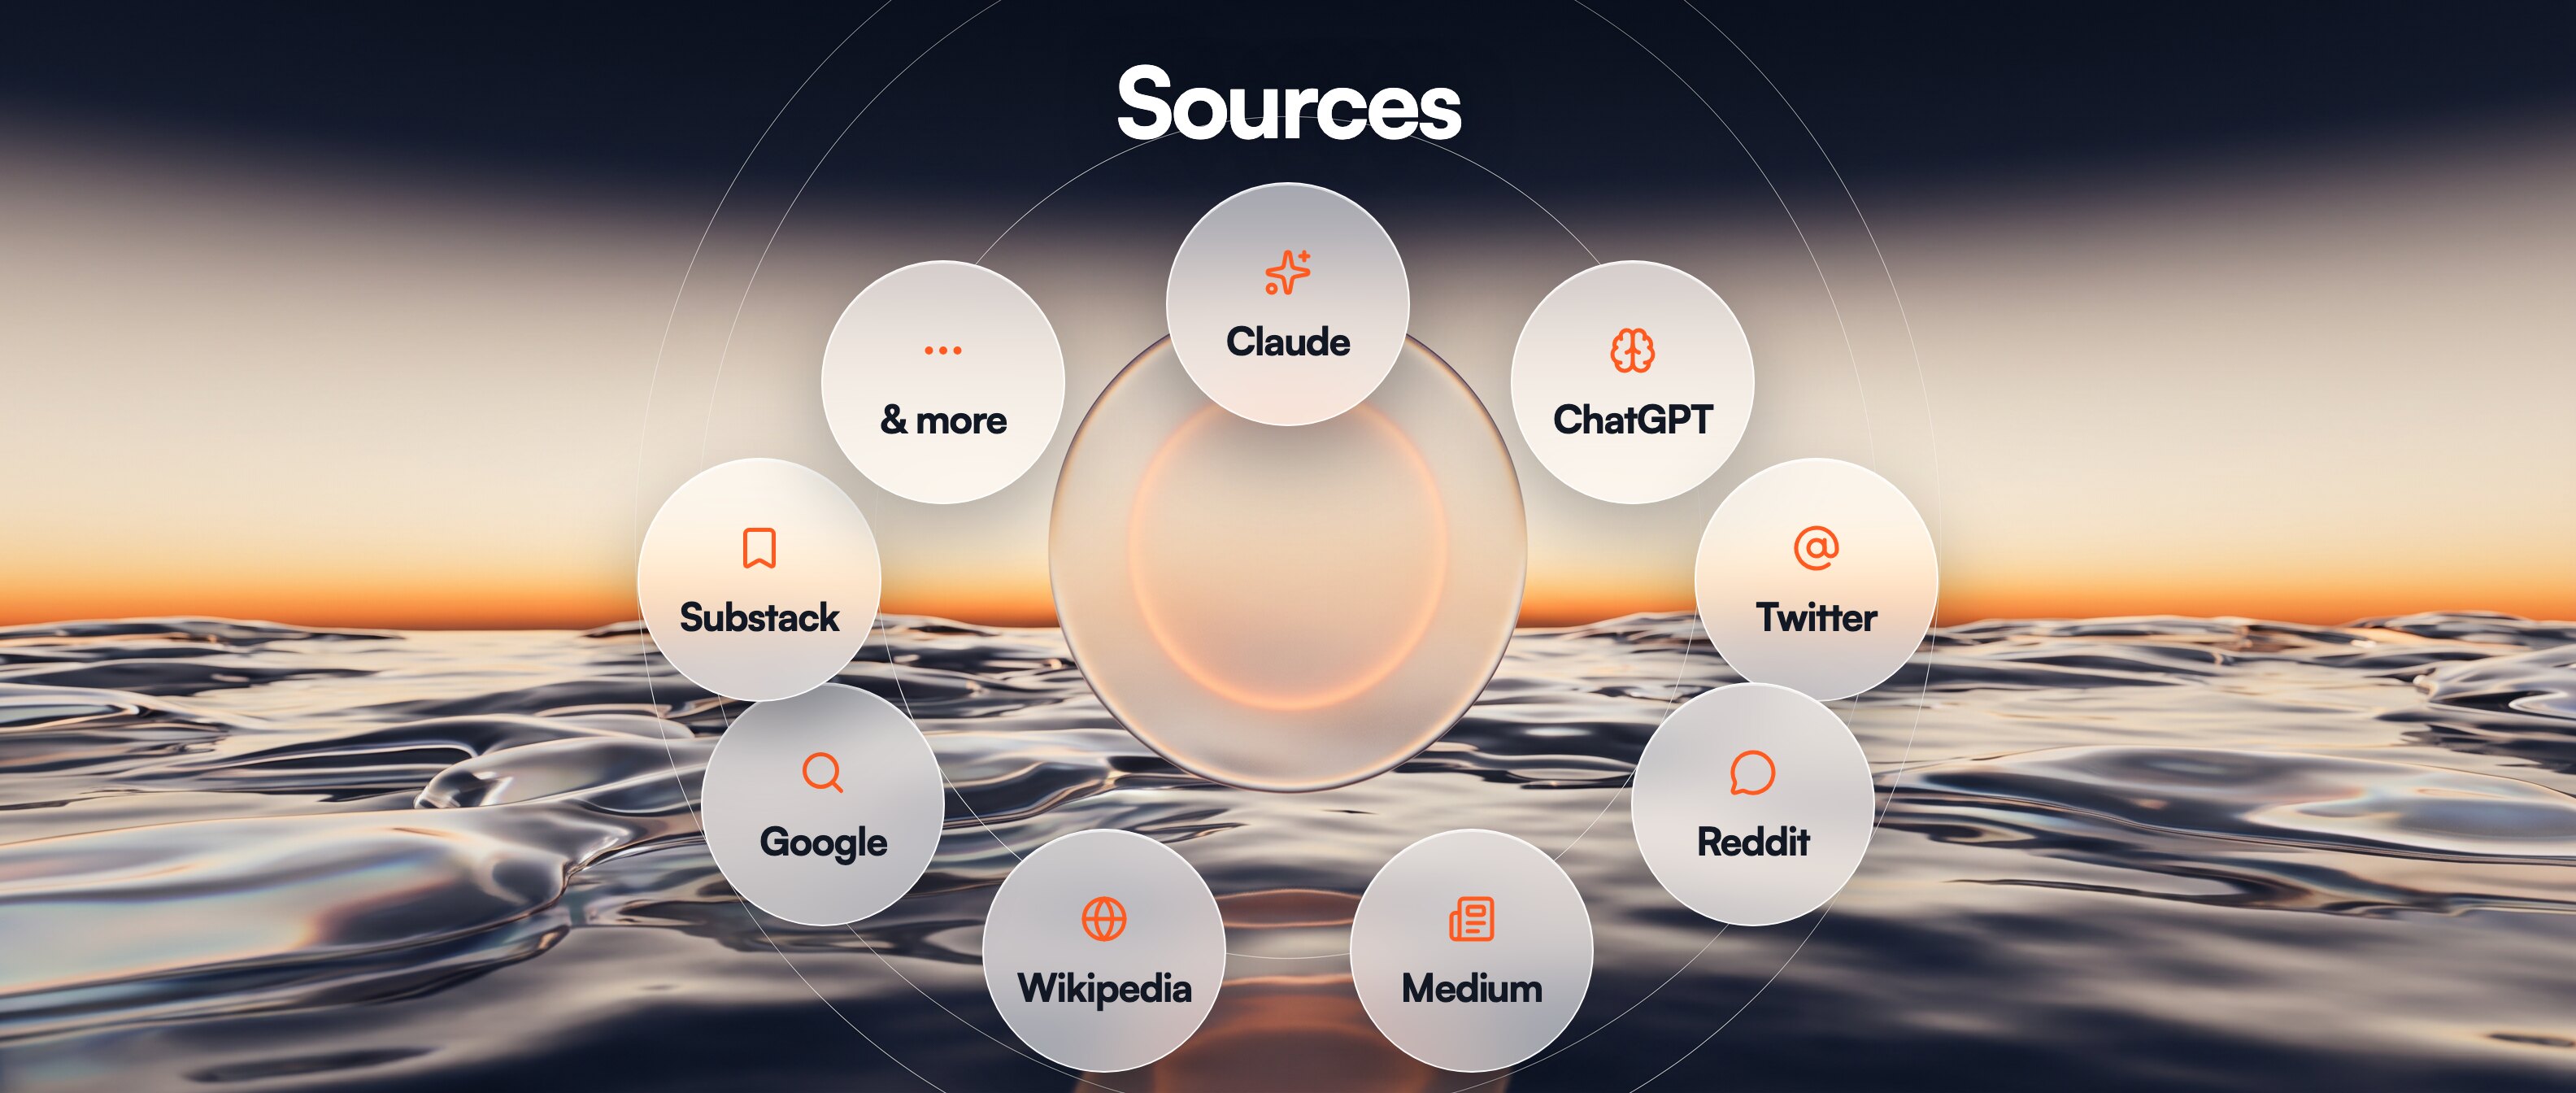 Sources
Claude
& more
ChatGPT
Substack
Twitter
Google
Reddit
Wikipedia
Medium